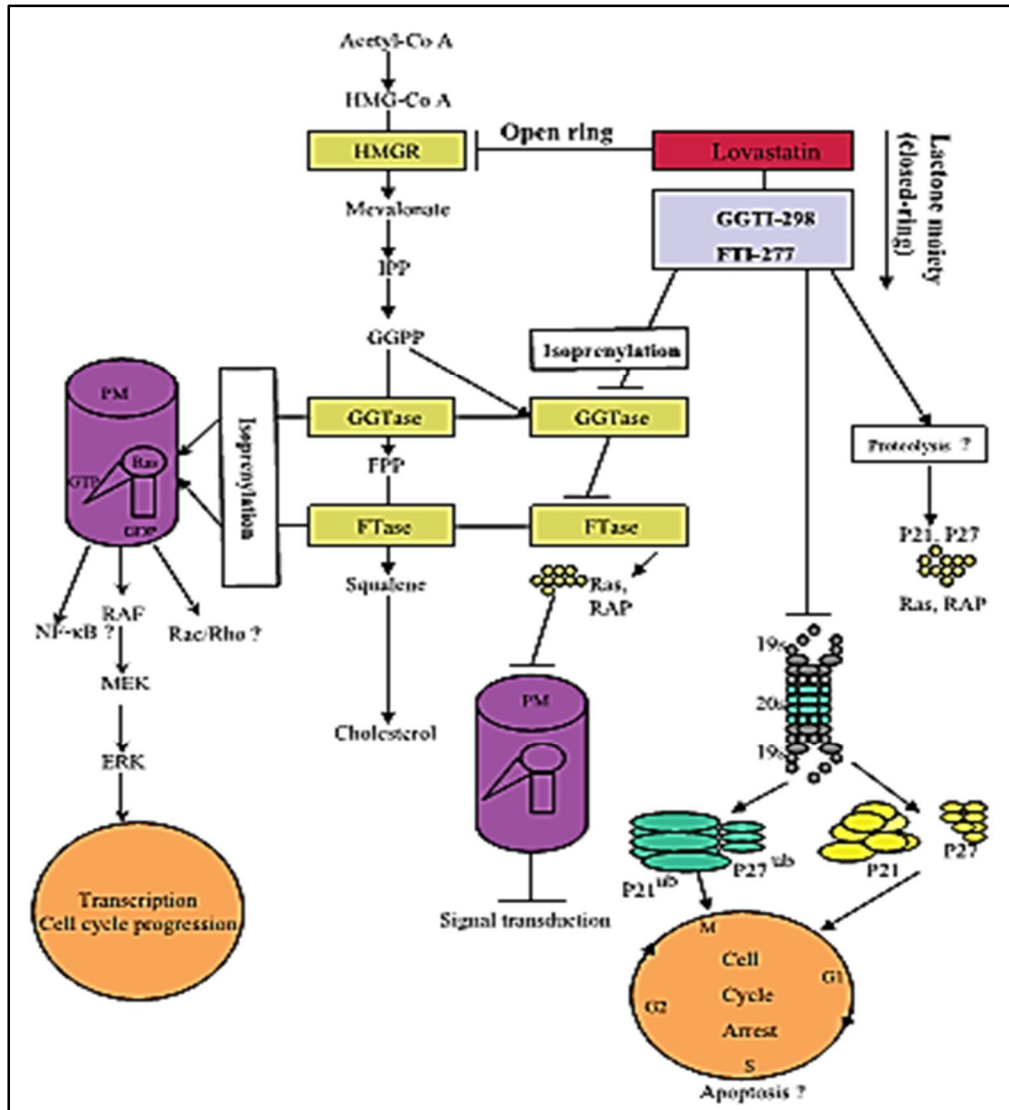 Acetyl-Co A
HMG-Co A
Open ring
HMGR
Lovastatin
Lactone moiety
(closed-ring)
Mevalonate
GGTI-298
FTI-277
IPP
GGPP
Isoprenylation
PM
GGTase
GGTase
Isoprenylation
Proteolysis ?
Ras
GTP
FPP
GDP
FTase
FTase
P21, P27
Squalene
Ras,
RAP
Ras, RAP
RAF
NF-κB ?
Rac/Rho ?
19s
MEK
PM
20s
Cholesterol
19s
ERK
P21ub
P27ub
P21
P27
Transcription
Cell cycle progression
Signal transduction
M
Cell
G1
Cycle
G2
Arrest
S
Apoptosis ?